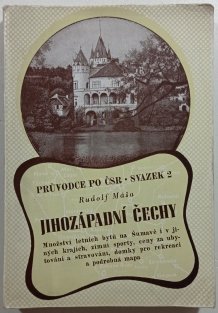 PRŮVODCE PO ČSR • SVAZEK 2
Rudolf Máša
JIHOZÁPADNÍ ČECHY
Množství letních bytů na Šumavě i v ji-
ných krajích, zimní sporty, ceny za uby-
tování a stravování, domky pro rekreaci
a podrobná mapa